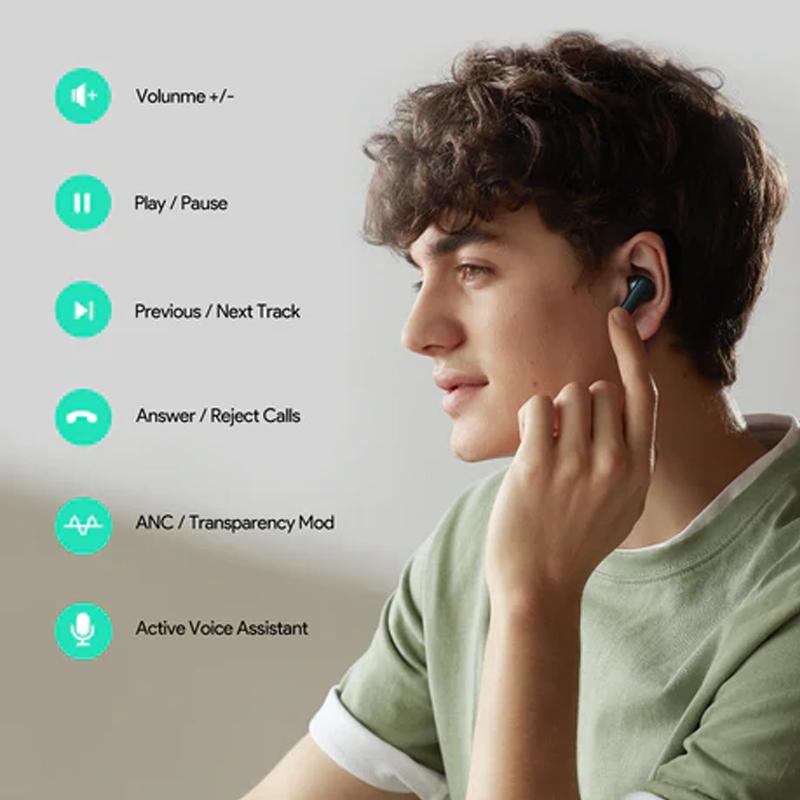 Volunme +/-
Play / Pause
Previous / Next Track
Answer / Reject Calls
ANC / Transparency Mod
Active Voice Assistant